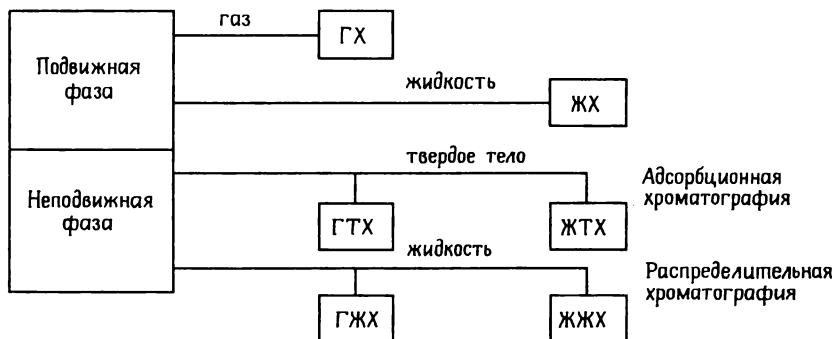 газ
ГХ
Подвижная
фаза
жидкость
ЖХ
твердое тело
Адсорбционная
хроматография
Неподвижная
фаза
ГТХ
ЖТХ
жидкость
Распределительная
хроматография
ГЖХ
ЖЖХ